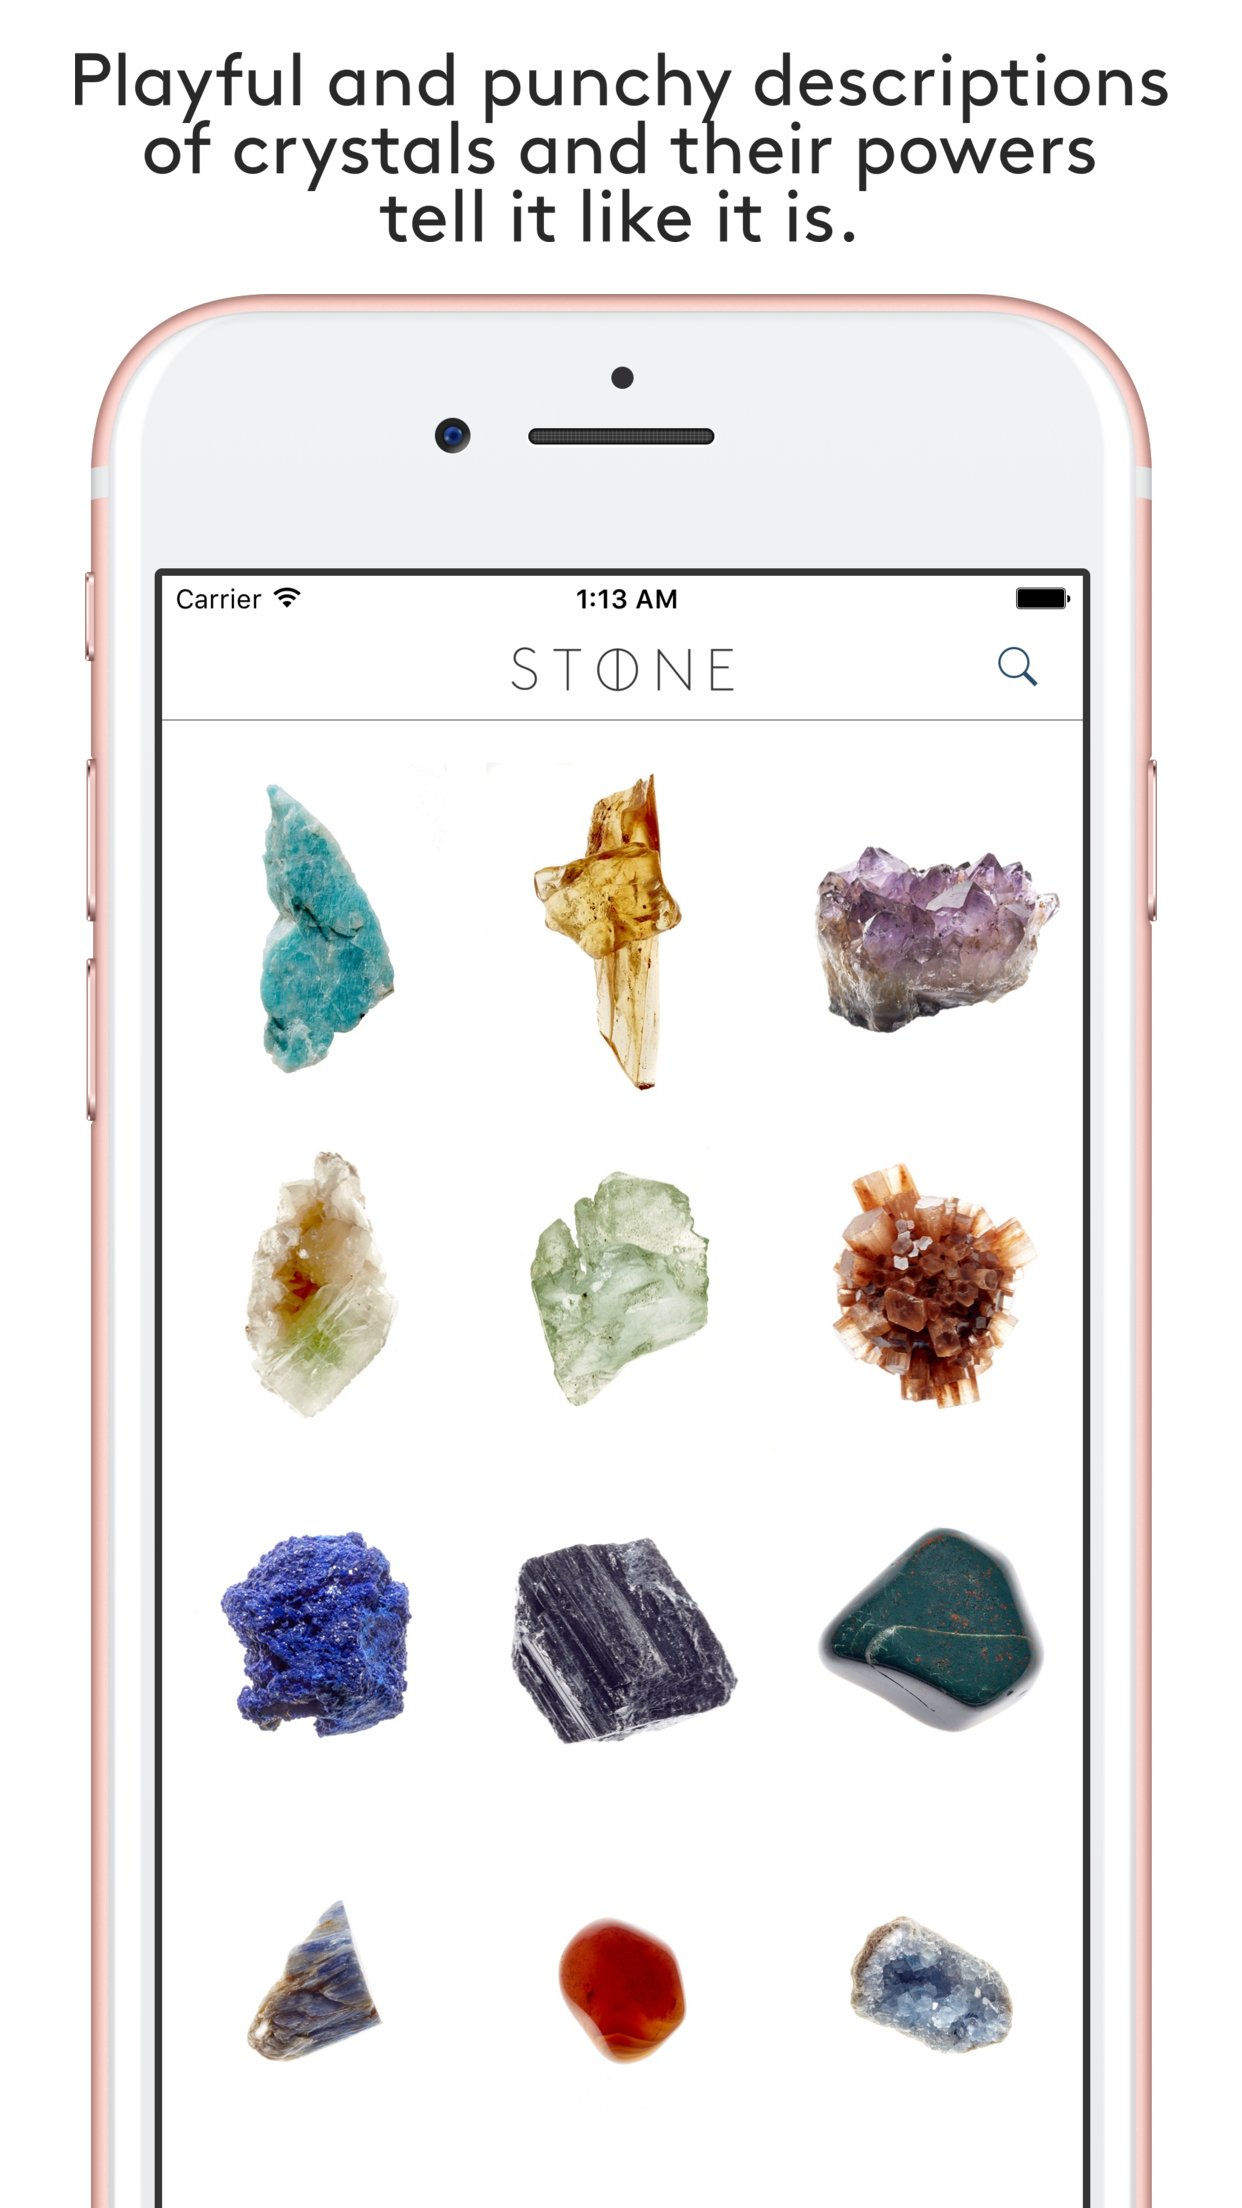 Playful and punchy descriptions
of crystals and their powers
tell it like it is.
Carrier 1:13 AM
STONE